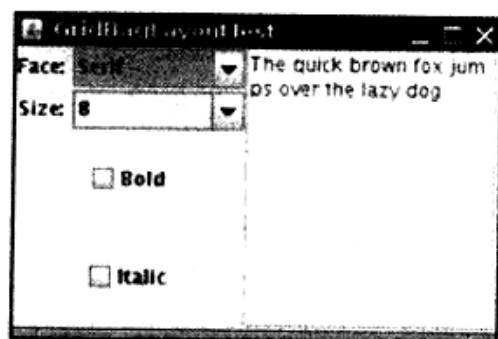 GridBagLayoutTest
Face: Serif
Size: 8
Bold
Italic
The quick brown fox jum
ps over the lazy dog